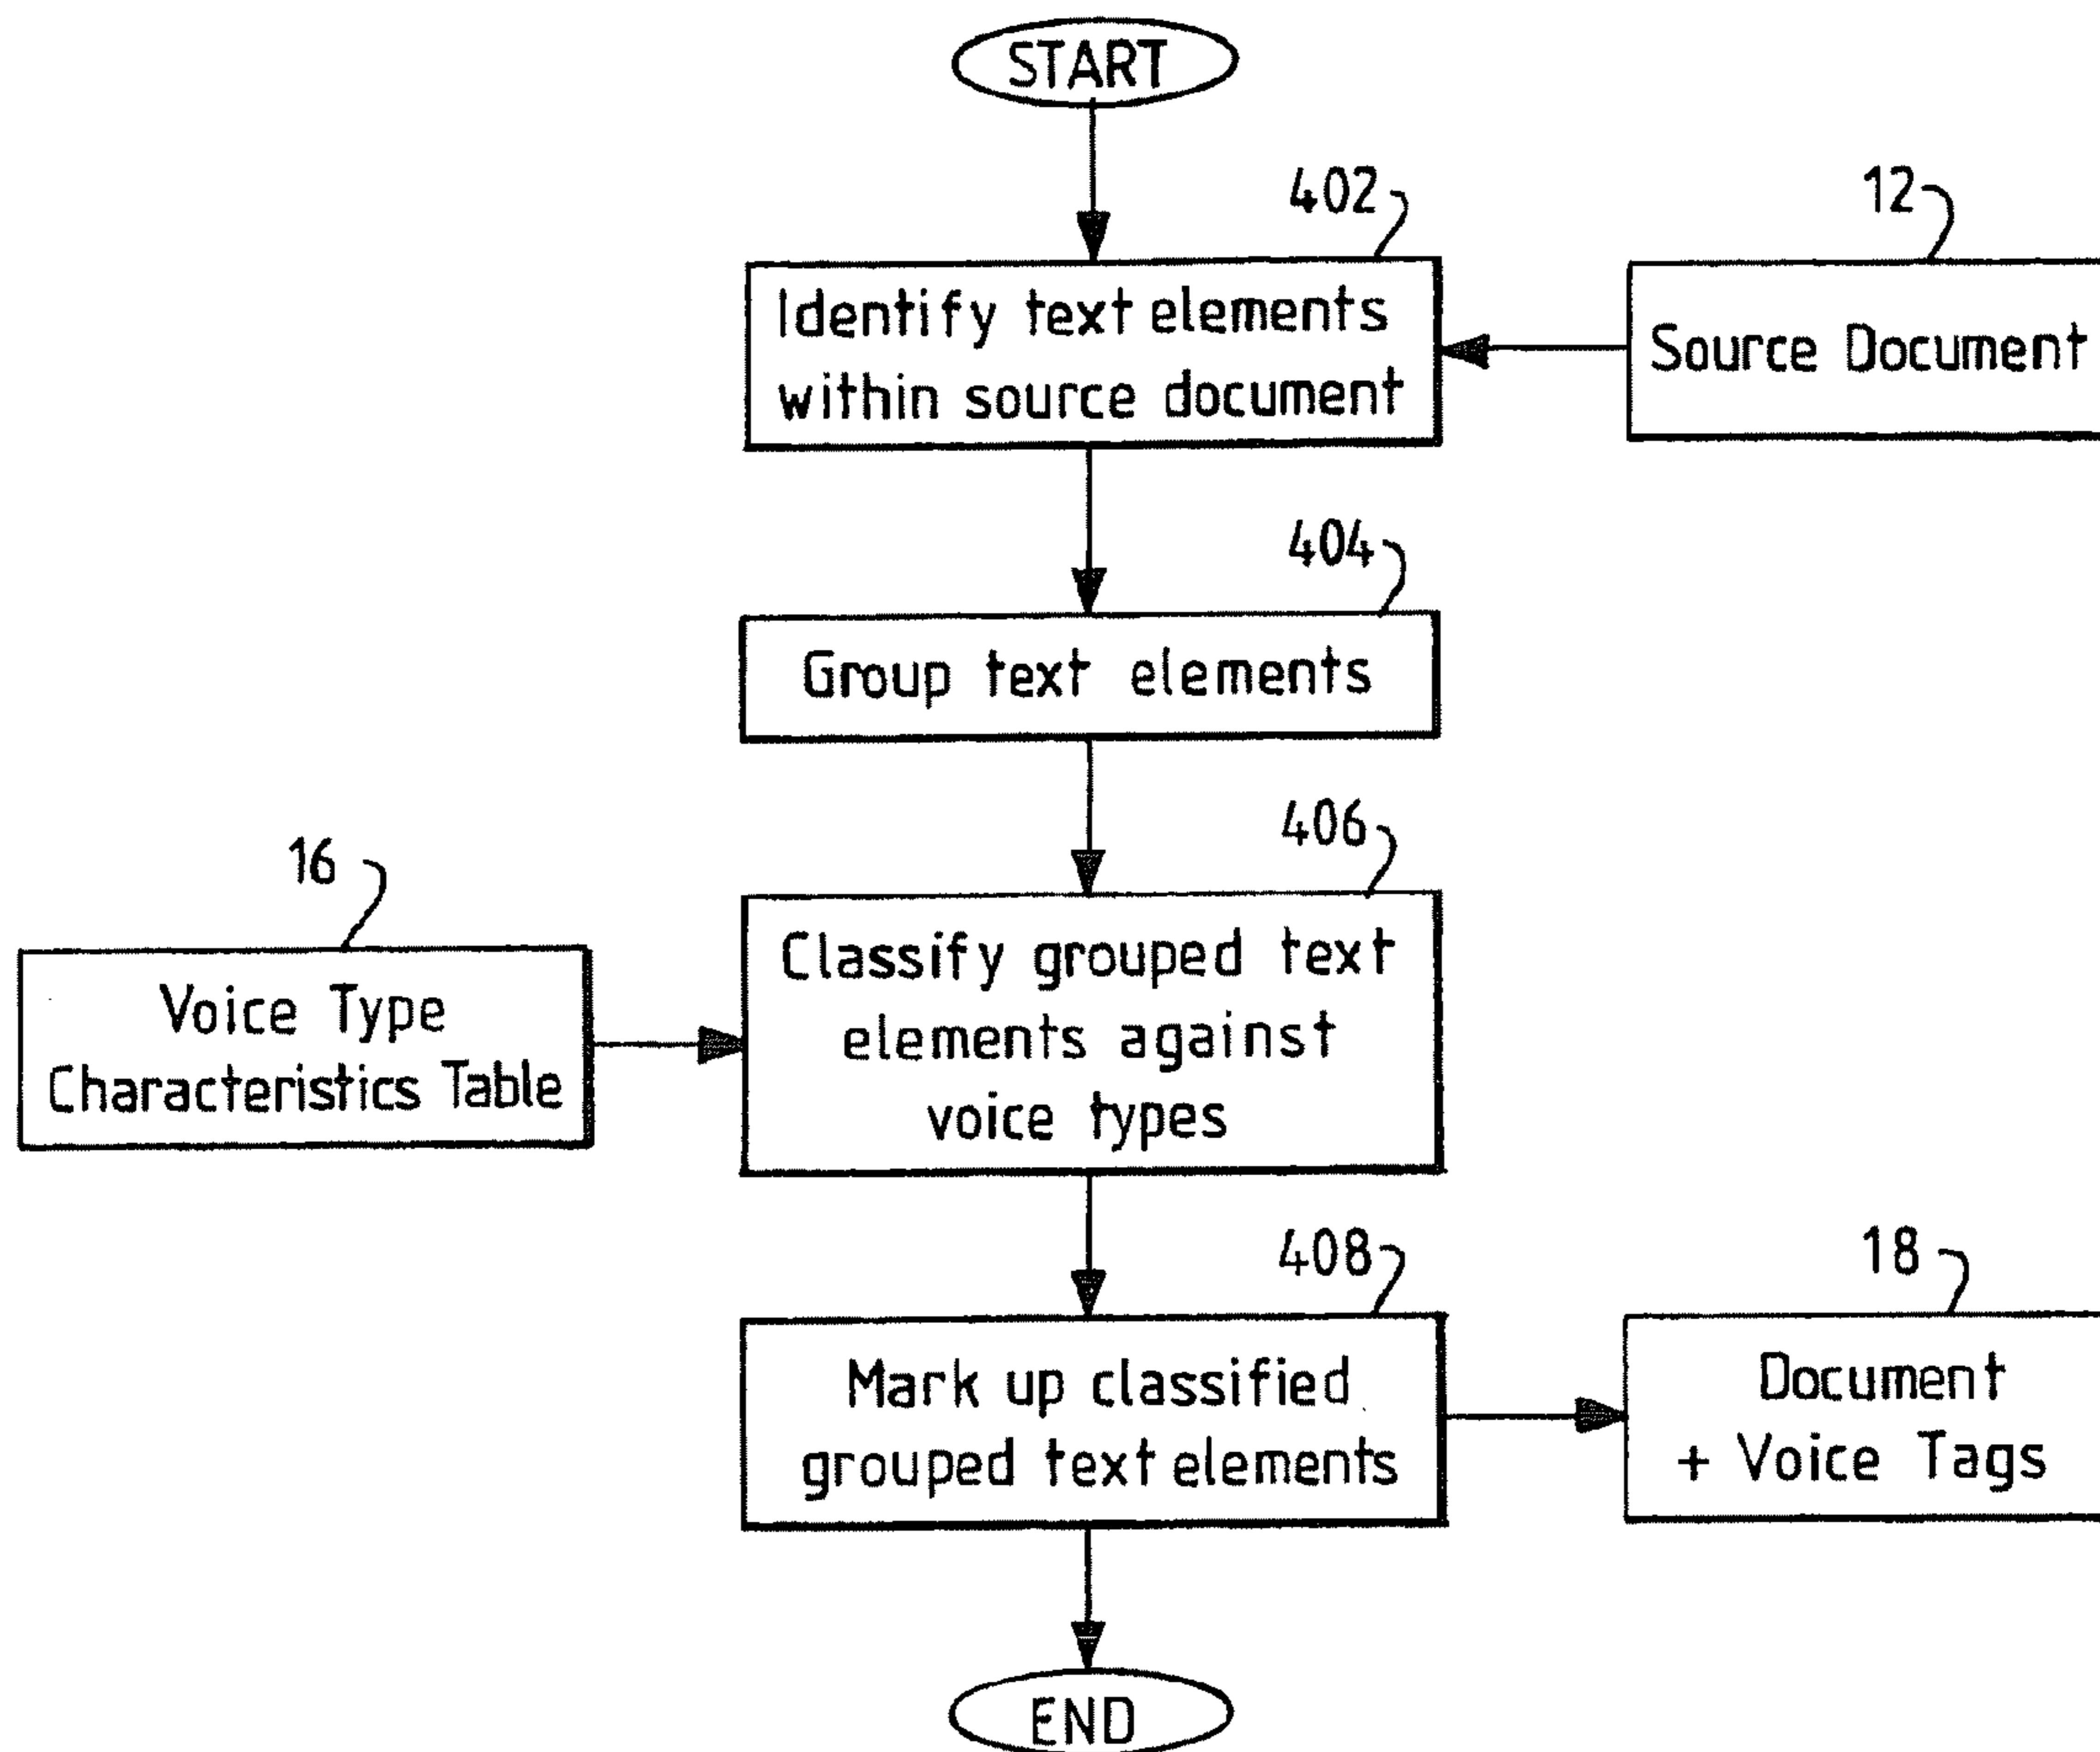 START
402
12
Identify text elements
within source document
Source Document
404
Group text elements
406
16
Classify grouped text
elements against
voice types
Voice Type
Characteristics Table
408
18
Mark up classified
grouped text elements
Document
+ Voice Tags
END